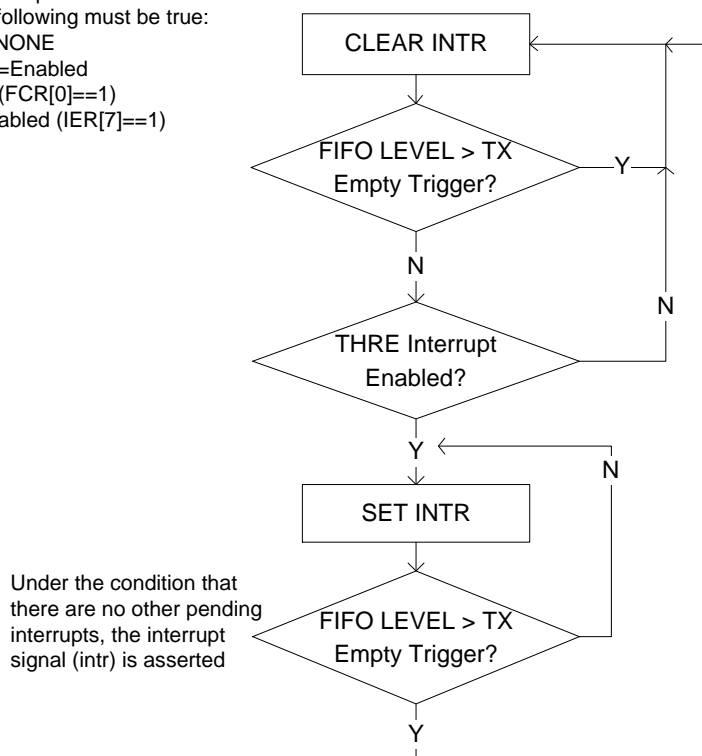 following must be true:
NONE
=Enabled
(FCR[0]==1)
abled (IER[7]==1)
CLEAR INTR
FIFO LEVEL > TX
Empty Trigger?
Y
N
N
THRE Interrupt
Enabled?
Y
N
SET INTR
Under the condition that
there are no other pending
interrupts, the interrupt
signal (intr) is asserted
FIFO LEVEL > TX
Empty Trigger?
Y